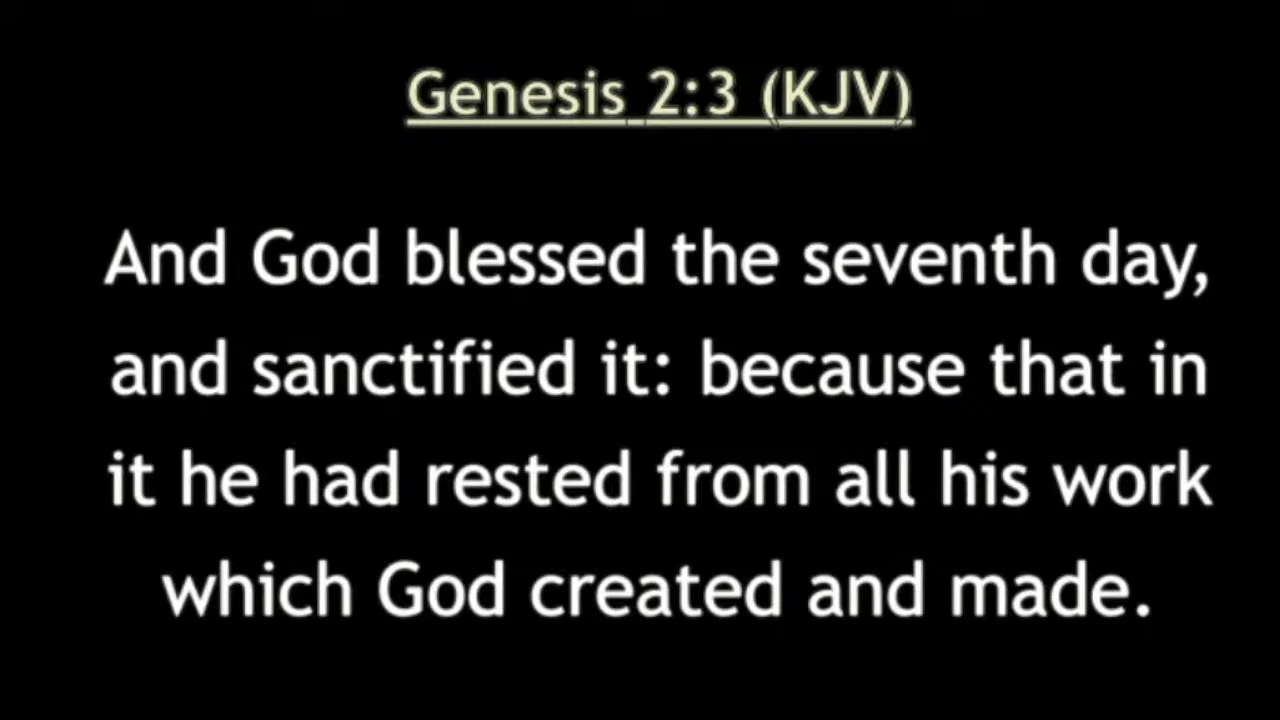 Genesis 2:3 (KJV)
And God blessed the seventh day,
and sanctified it: because that in
it he had rested from all his work
which God created and made.